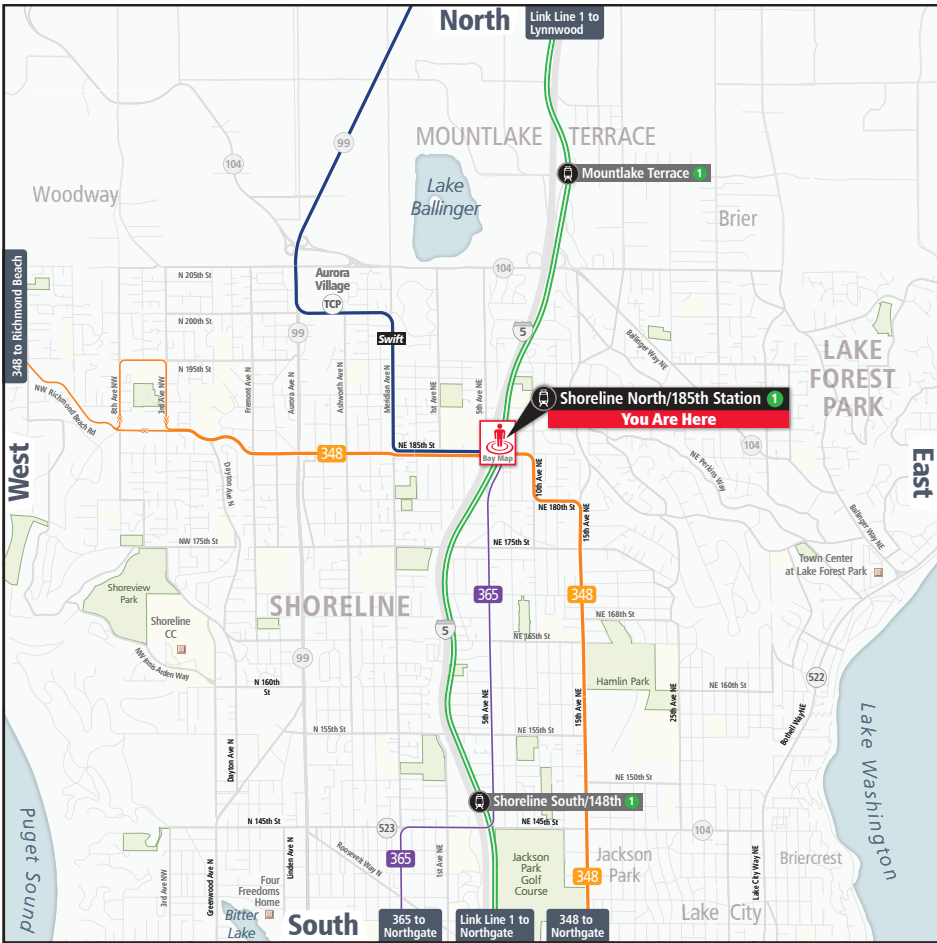 North
Link Line 1 to
Lynnwood
99
MOUNTLAKE TERRACE
104
Mountlake Terrace 1
Lake
Ballinger
Woodway
Brier
348 to Richmond Beach
N 205th St
Aurora
Village
TCP
104
N 200th St
99
5
Swift
Ballinger Way NE
LAKE
FOREST
PARK
N 195th St
NW Richmond Beach Rd
8th Ave NW
3rd Ave NW
Fremont Ave N
Aurora Ave N
Ashworth Ave N
Meridian Ave N
1st Ave NE
5th Ave NE
Shoreline North/185th Station 1
You Are Here
West
348
NE 185th St
Bay Map
104
East
Dayton Ave N
10th Ave NE
NE Perkins Way
NE 180th St
15th Ave NE
Ballinger Way NE
NW 175th St
NE 175th St
Town Center
at Lake Forest Park
Shoreview
Park
SHORELINE
365
348
Shoreline
CC
5
NE 168th St
NE 165th St
99
NW Innis Arden Way
N 160th
St
Hamlin Park
NE 160th St
522
5th Ave NE
15th Ave NE
25th Ave NE
Bothell Way NE
N 155th St
NE 155th St
Lake Washington
Dayton Ave N
NE 150th St
Shoreline South/148th 1
Puget Sound
N 145th St
523
NE 145th St
104
Roosevelt Way N
365
1st Ave NE
Jackson
Park
Golf
Course
Jackson
Park
Briercrest
3rd Ave NW
Greenwood Ave N
Linden Ave N
348
Lake City Way NE
Four
Freedoms
Home
Bitter
Lake
South
365 to
Northgate
Link Line 1 to
Northgate
348 to
Northgate
Lake City